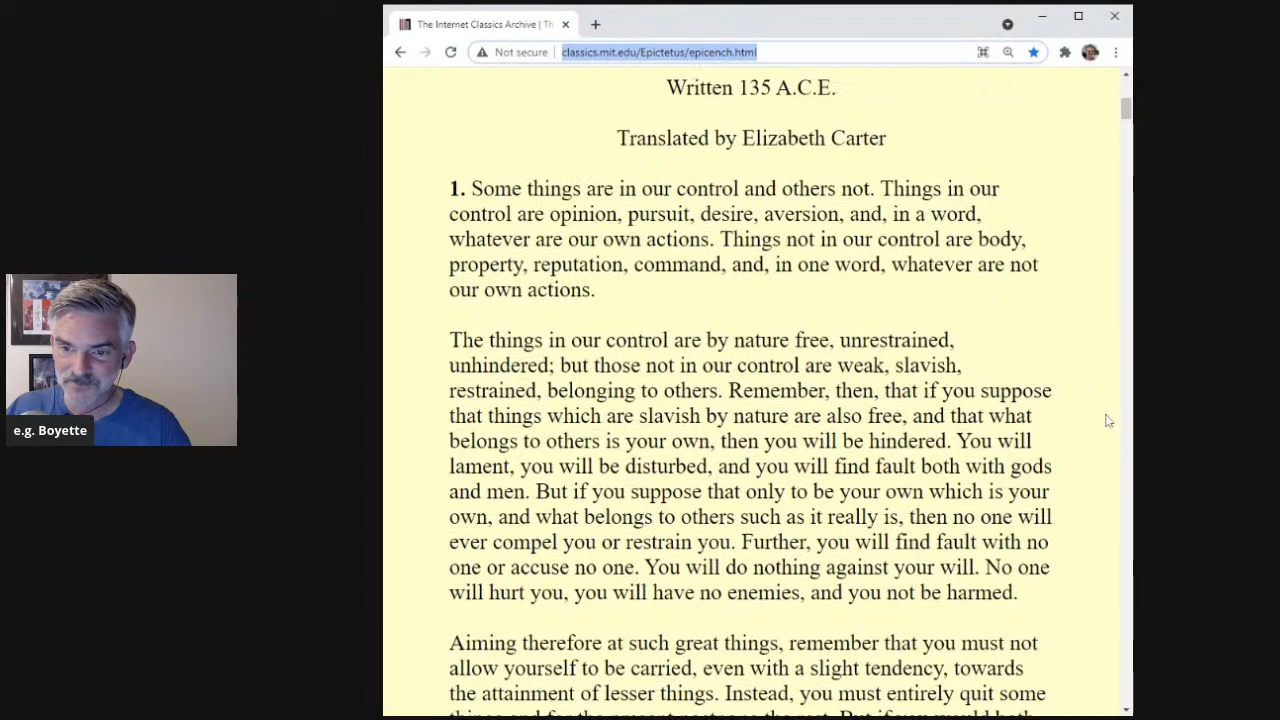 The Internet Classics Archive | Th
Not secure
classics.mit.edu/Epictetus/epicench.html
Written 135 A.C.E.
Translated by Elizabeth Carter
1. Some things are in our control and others not. Things in our
control are opinion, pursuit, desire, aversion, and, in a word,
whatever are our own actions. Things not in our control are body,
property, reputation, command, and, in one word, whatever are not
our own actions.
The things in our control are by nature free, unrestrained,
unhindered; but those not in our control are weak, slavish,
restrained, belonging to others. Remember, then, that if you suppose
that things which are slavish by nature are also free, and that what
belongs to others is your own, then you will be hindered. You will
lament, you will be disturbed, and you will find fault both with gods
and men. But if you suppose that only to be your own which is your
own, and what belongs to others such as it really is, then no one will
ever compel you or restrain you. Further, you will find fault with no
one or accuse no one. You will do nothing against your will. No one
will hurt you, you will have no enemies, and you not be harmed.
Aiming therefore at such great things, remember that you must not
allow yourself to be carried, even with a slight tendency, towards
the attainment of lesser things. Instead, you must entirely quit some
e.g. Boyette